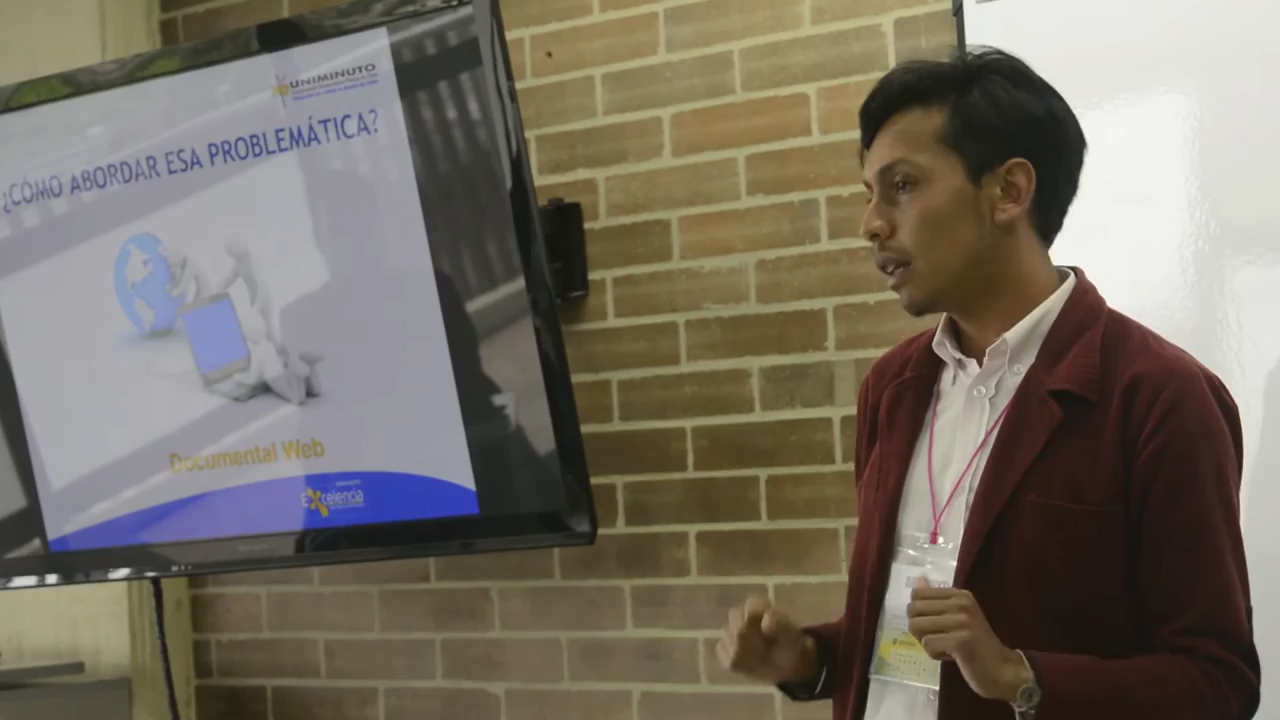 UNIMINUTO
¿CÓMO ABORDAR ESA PROBLEMÁTICA?
Documental Web
Excelencia